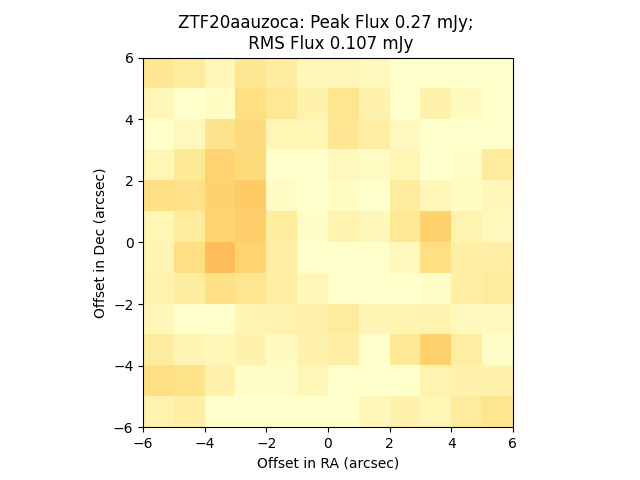 ZTF20aauzoca: Peak Flux 0.27 mJy;
RMS Flux 0.107 mJy
6
4
2
0
−2
−4
−6
Offset in Dec (arcsec)
−6 −4 −2 0 2 4 6
Offset in RA (arcsec)